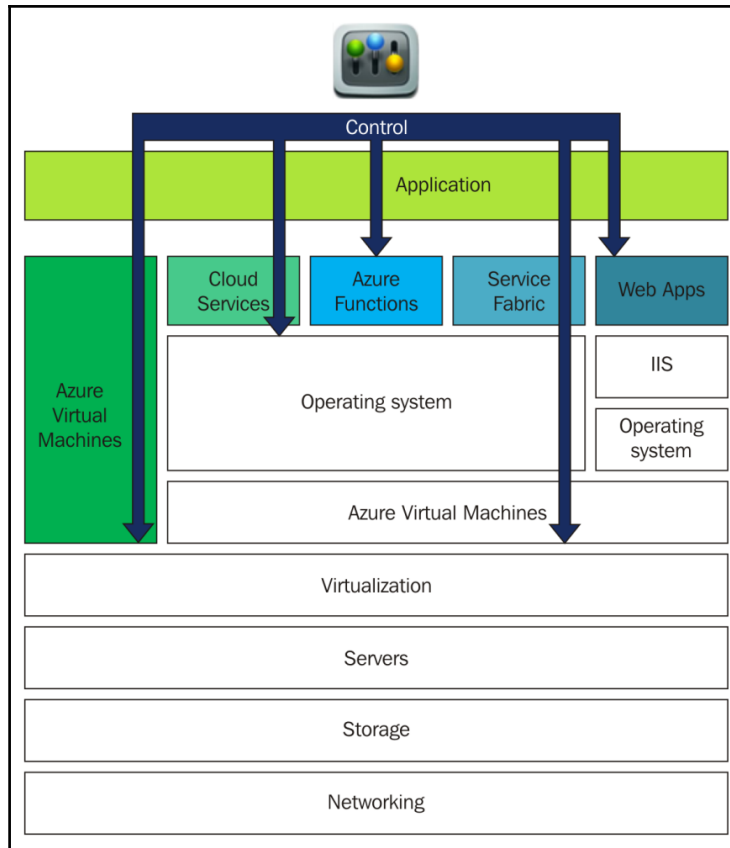 Control
Application
Cloud
Services
Azure
Functions
Service
Fabric
Web Apps
Azure
Virtual
Machines
Operating system
IIS
Operating
system
Azure Virtual Machines
Virtualization
Servers
Storage
Networking